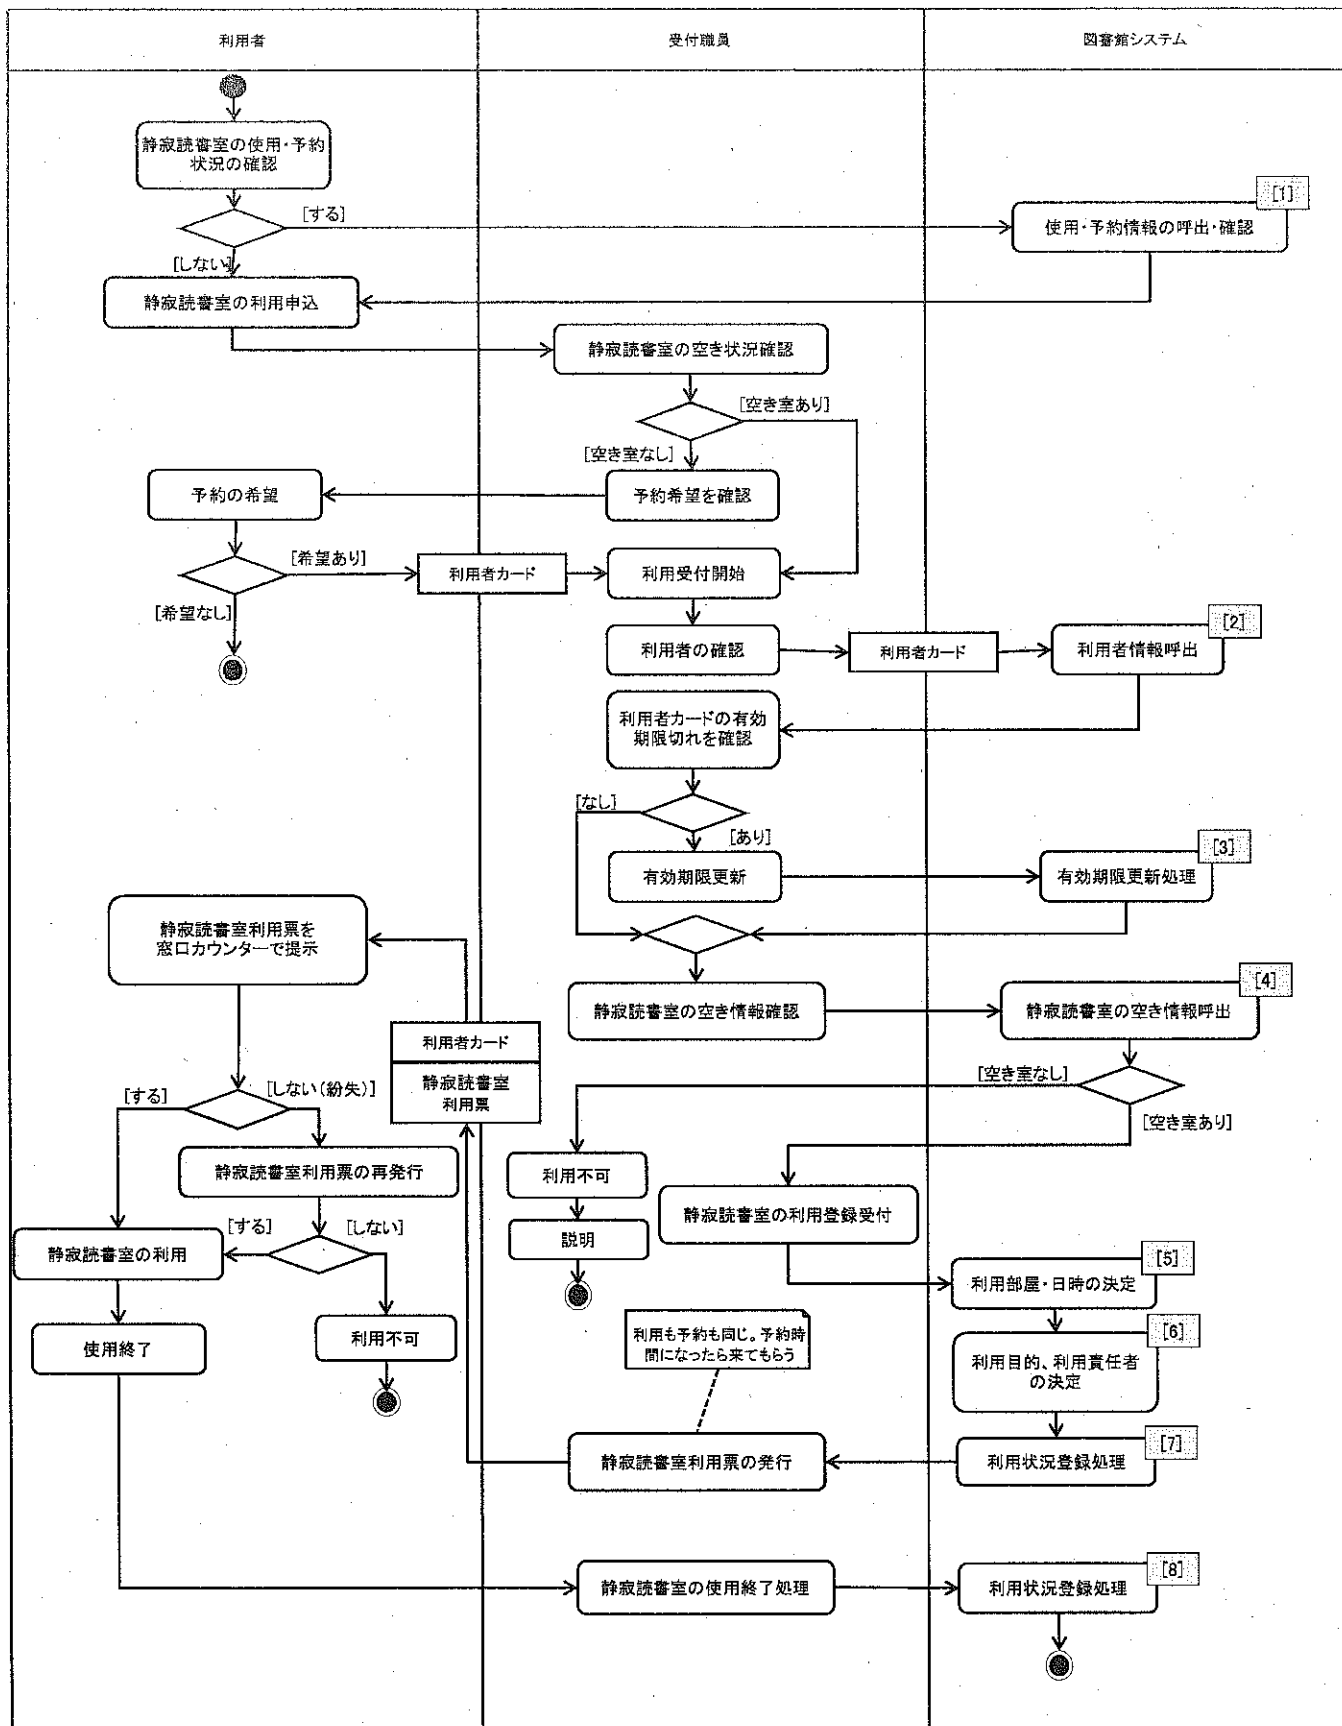 利用者
受付職員
図書館システム
静寂読書室の使用・予約
状況の確認
[する]
[1]
使用・予約情報の呼出・確認
[しない]
静寂読書室の利用申込
静寂読書室の空き状況確認
[空き室あり]
[空き室なし]
予約の希望
予約希望を確認
[希望あり]
利用者カード
利用受付開始
[希望なし]
利用者の確認
利用者カード
[2]
利用者情報呼出
利用者カードの有効
期限切れを確認
[なし]
[あり]
有効期限更新
[3]
有効期限更新処理
静寂読書室利用票を
窓口カウンターで提示
静寂読書室の空き情報確認
[4]
静寂読書室の空き情報呼出
利用者カード
静寂読書室
利用票
[空き室なし]
[空き室あり]
[する]
[しない(紛失)]
静寂読書室利用票の再発行
利用不可
静寂読書室の利用登録受付
[する]
[しない]
静寂読書室の利用
説明
[5]
利用部屋・日時の決定
使用終了
利用不可
利用も予約も同じ。予約時
間になったら来てもらう
[6]
利用目的、利用責任者
の決定
静寂読書室利用票の発行
[7]
利用状況登録処理
静寂読書室の使用終了処理
[8]
利用状況登録処理